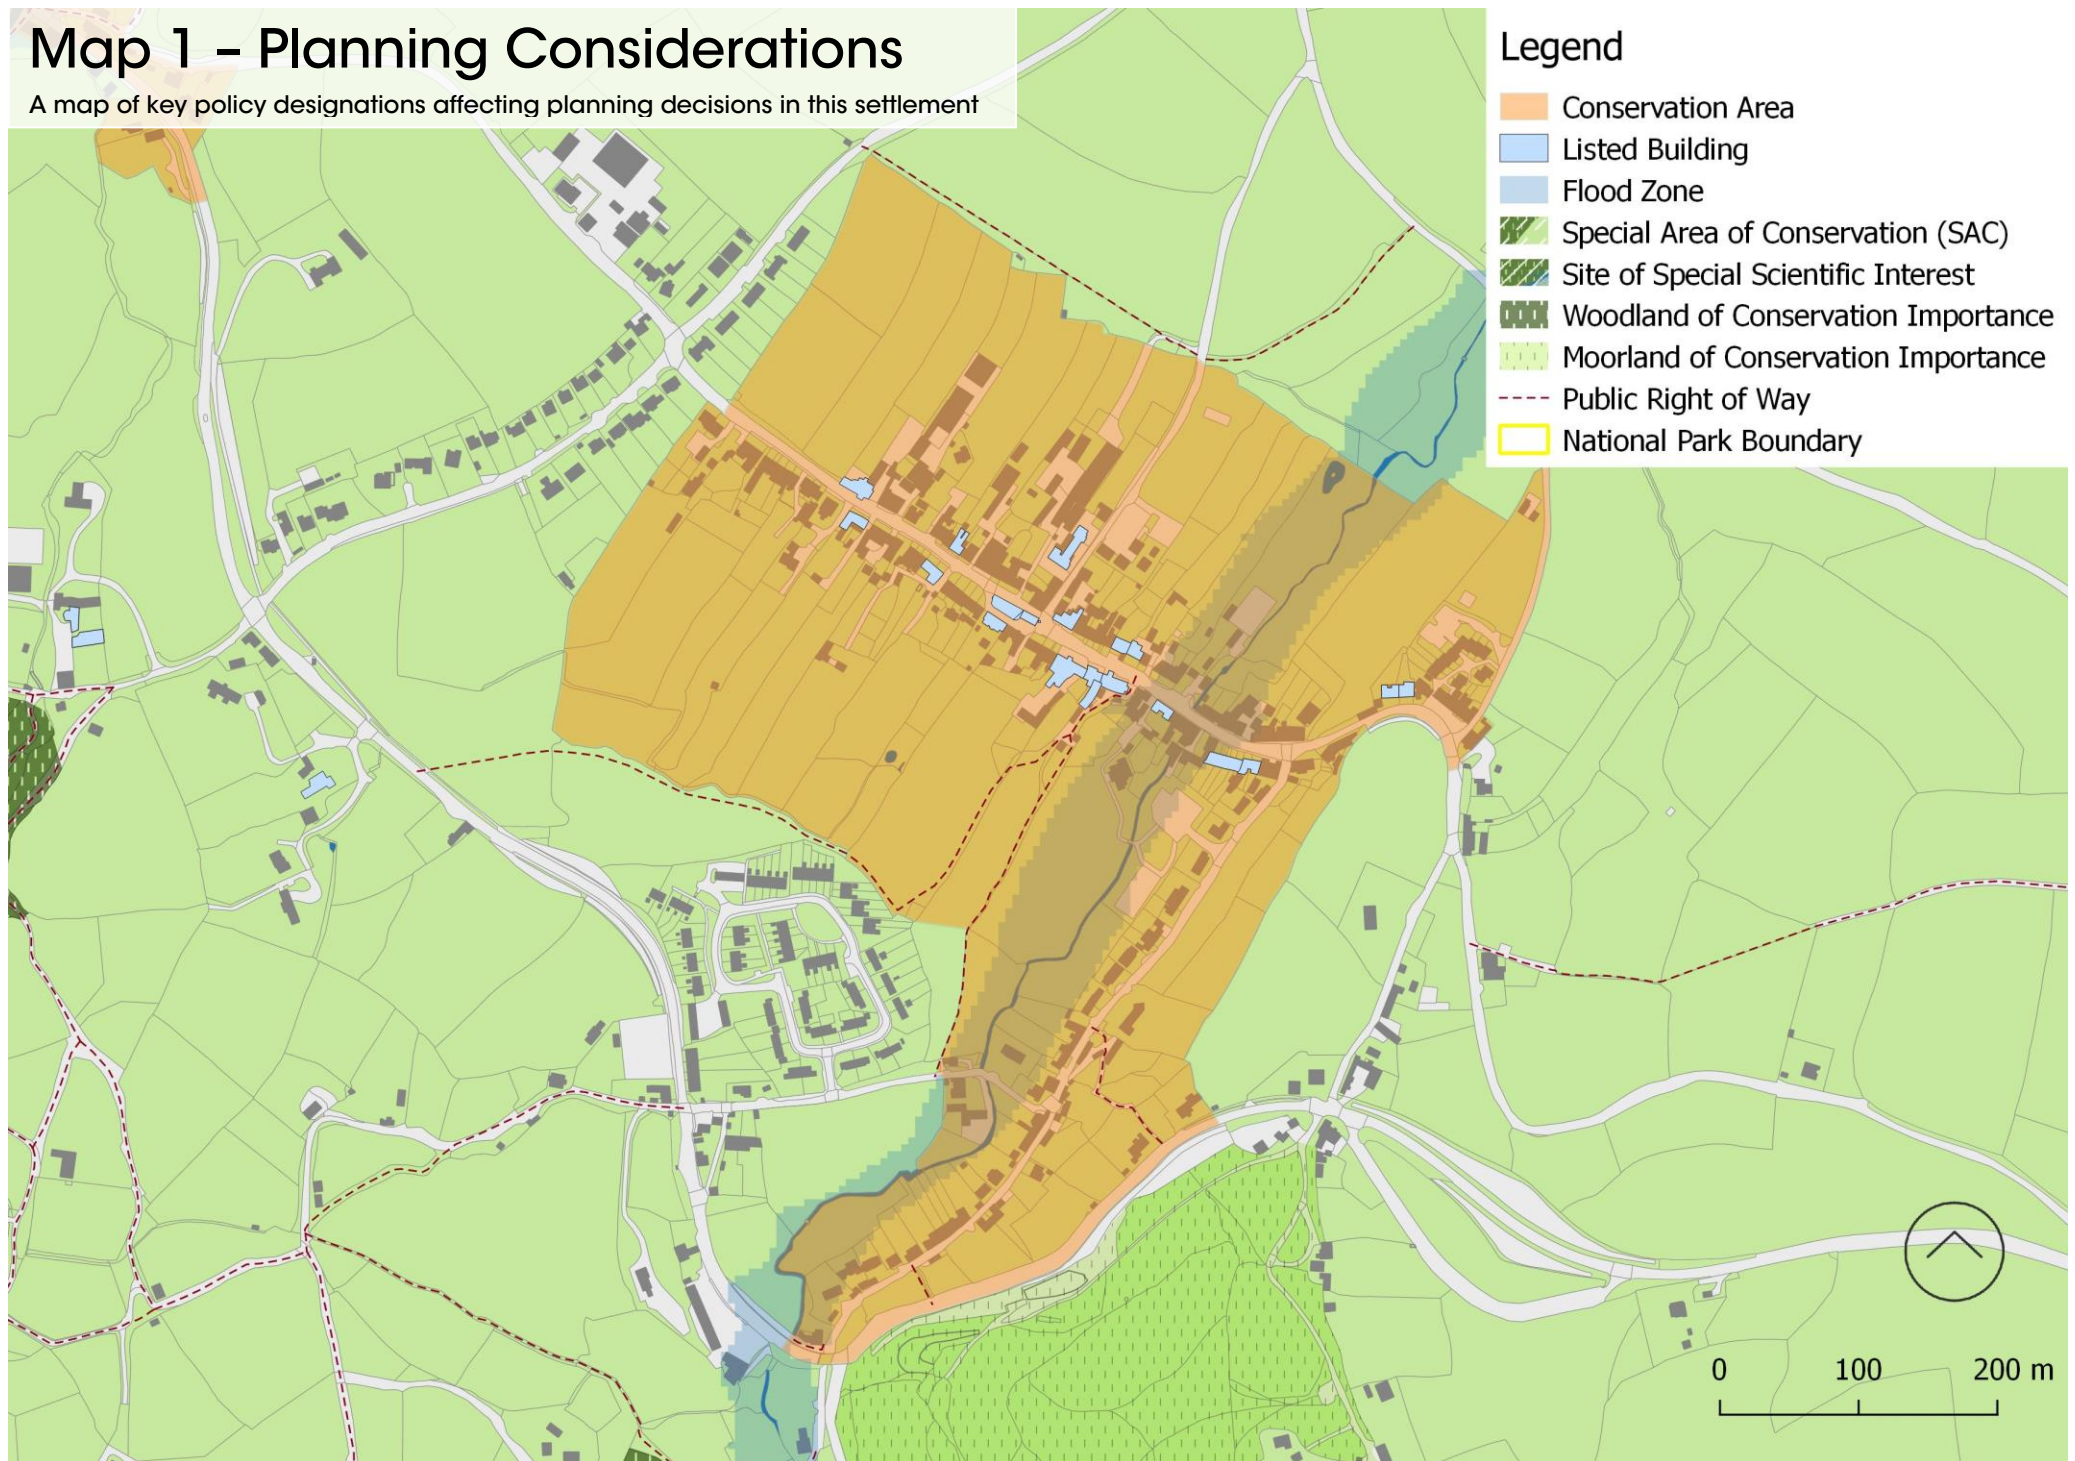 Map 1 – Planning Considerations
A map of key policy designations affecting planning decisions in this settlement
Legend
Conservation Area
Listed Building
Flood Zone
Special Area of Conservation (SAC)
Site of Special Scientific Interest
Woodland of Conservation Importance
Moorland of Conservation Importance
Public Right of Way
National Park Boundary
0 100 200 m